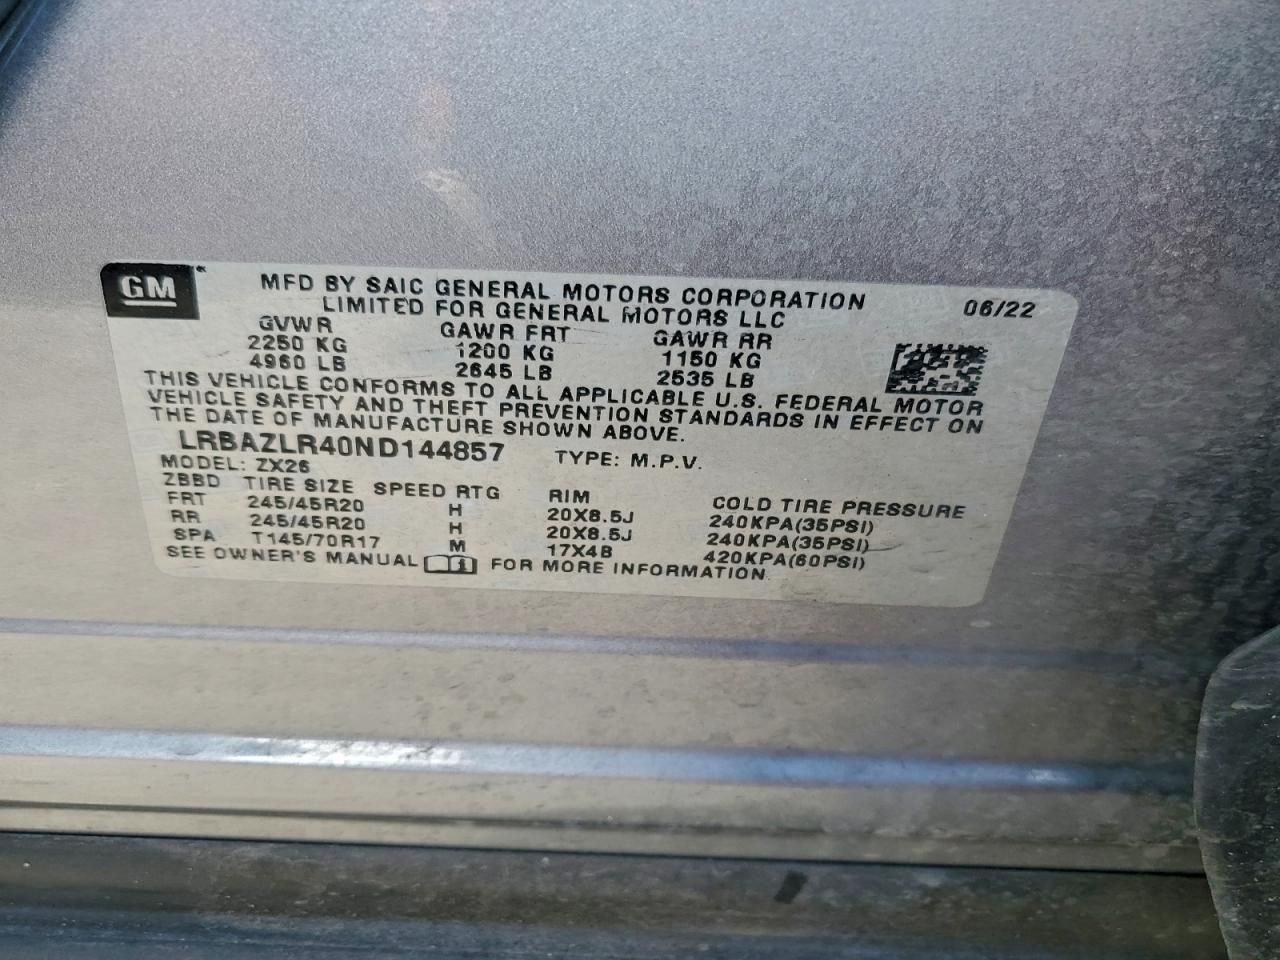 GM
MFD BY SAIC GENERAL MOTORS CORPORATION
06/22
LIMITED FOR GENERAL MOTORS LLC
GVWR GAWR FRT GAWR RR
2250 KG 1200 KG 1150 KG
4960 LB 2645 LB 2535 LB
THIS VEHICLE CONFORMS TO ALL APPLICABLE U.S. FEDERAL MOTOR
VEHICLE SAFETY AND THEFT PREVENTION STANDARDS IN EFFECT ON
THE DATE OF MANUFACTURE SHOWN ABOVE.
LRBAZLR40ND144857 TYPE: M.P.V.
MODEL: ZX26
ZBBD TIRE SIZE SPEED RTG RIM COLD TIRE PRESSURE
FRT 245/45R20 H 20X8.5J 240KPA(35PSI)
RR 245/45R20 H 20X8.5J 240KPA(35PSI)
SPA T145/70R17 M 17X4B 420KPA(60PSI)
SEE OWNER'S MANUAL FOR MORE INFORMATION